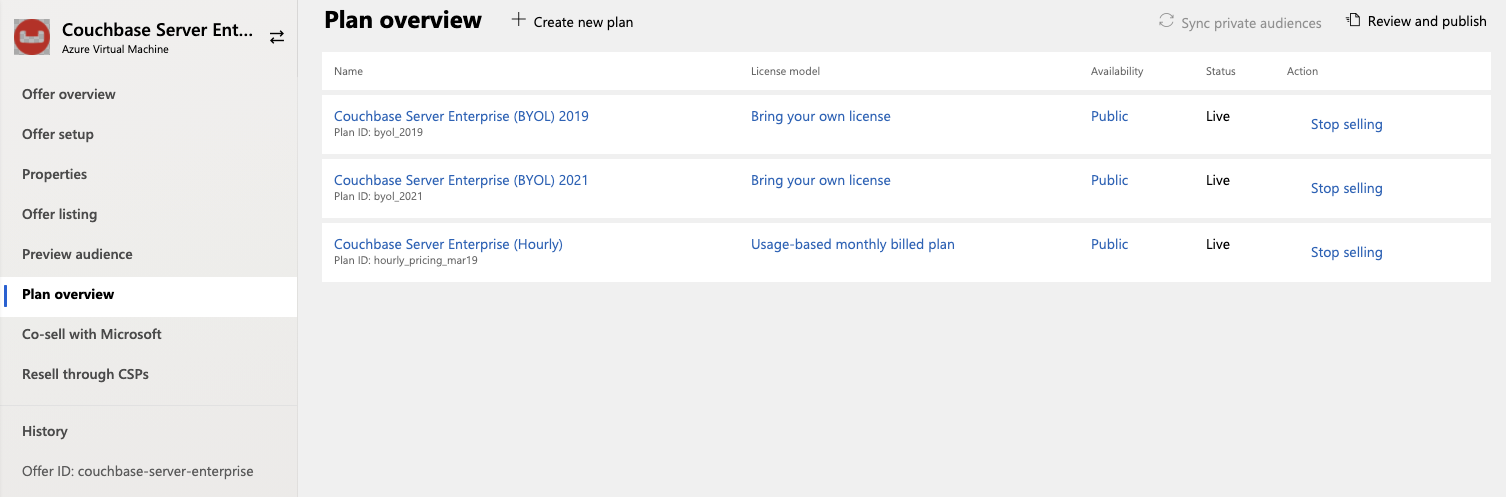 Couchbase Server Ent...
Azure Virtual Machine
Offer overview
Offer setup
Properties
Offer listing
Preview audience
Plan overview
Co-sell with Microsoft
Resell through CSPs
History
Offer ID: couchbase-server-enterprise
Plan overview
Create new plan
Sync private audiences
Review and publish
Name License model Availability Status Action
Couchbase Server Enterprise (BYOL) 2019 Bring your own license Public Live Stop selling
Plan ID: byol_2019
Couchbase Server Enterprise (BYOL) 2021 Bring your own license Public Live Stop selling
Plan ID: byol_2021
Couchbase Server Enterprise (Hourly) Usage-based monthly billed plan Public Live Stop selling
Plan ID: hourly_pricing_mar19